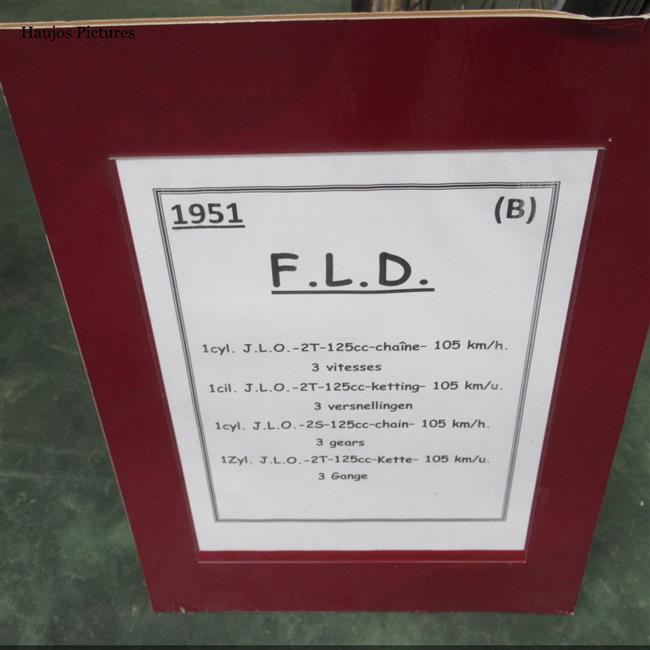 Haujos Pictures
1951 (B)
F.L.D.
1cyl. J.L.O.-2T-125cc-chaîne- 105 km/h.
3 vitesses
1cil. J.L.O.-2T-125cc-ketting- 105 km/u.
3 versnellingen
1cyl. J.L.O.-2S-125cc-chain- 105 km/h.
3 gears
1Zyl. J.L.O.-2T-125cc-Kette- 105 km/u.
3 Gange